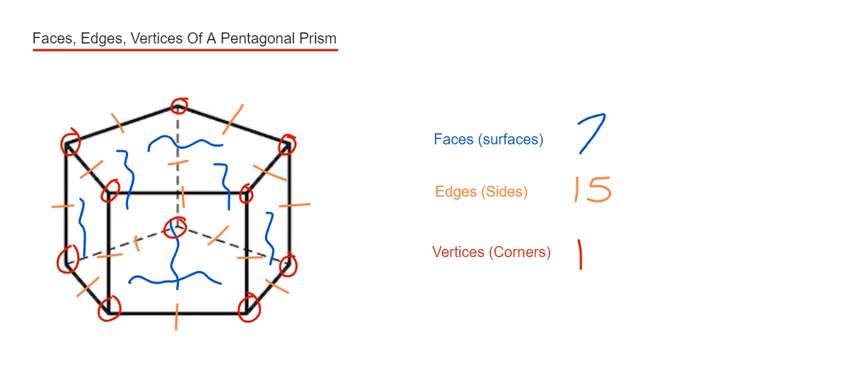 Faces, Edges, Vertices Of A Pentagonal Prism
Faces (surfaces) 7
Edges (Sides) 15
Vertices (Corners) 1